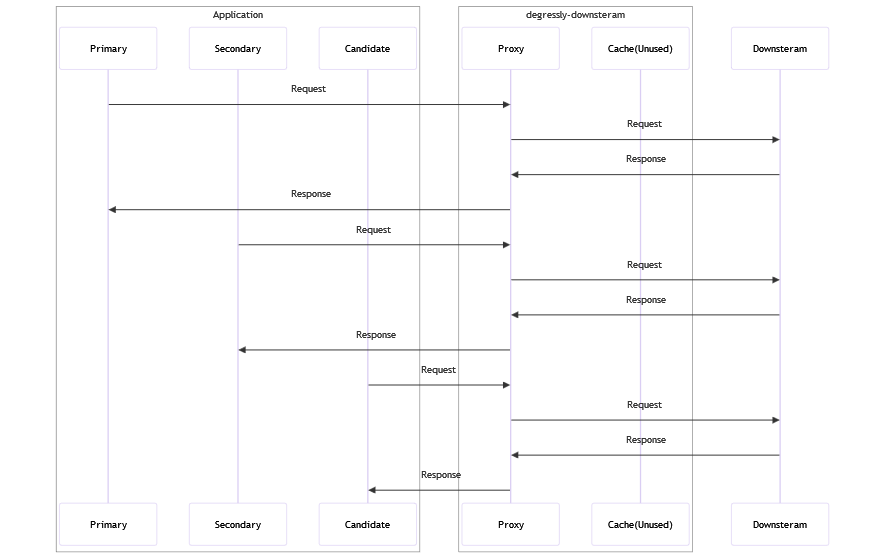 Application
degressly-downsteram
Primary
Secondary
Candidate
Proxy
Cache(Unused)
Downsteram
Request
Request
Response
Response
Request
Request
Response
Response
Request
Request
Response
Response
Primary
Secondary
Candidate
Proxy
Cache(Unused)
Downsteram